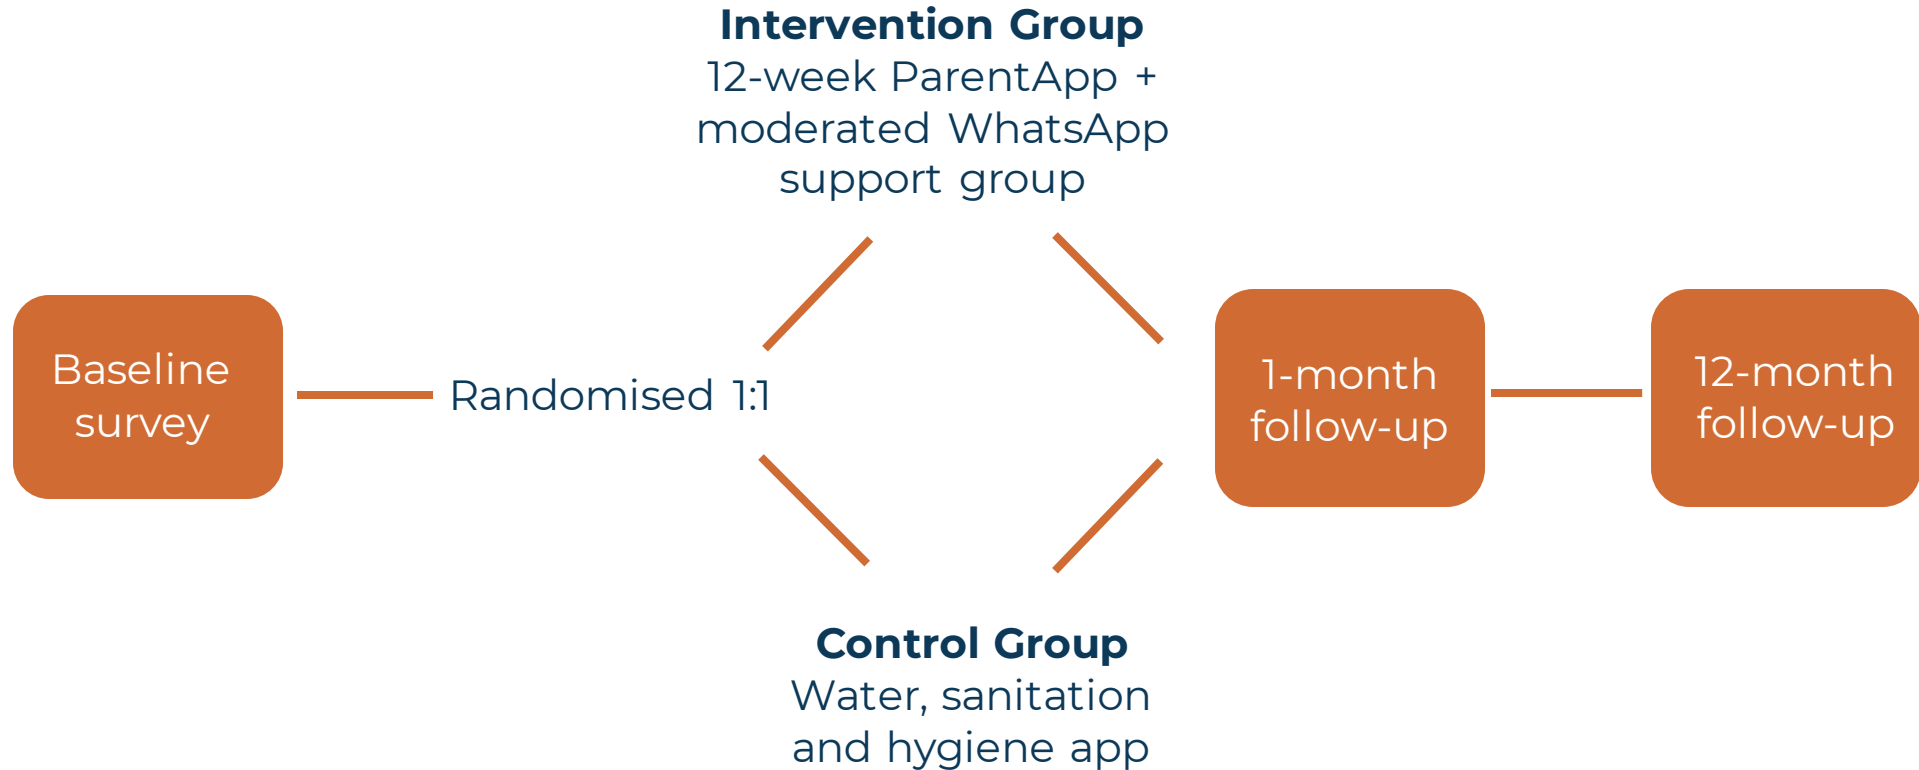 Intervention Group
12-week ParentApp +
moderated WhatsApp
support group
Baseline
survey
Randomised 1:1
1-month
follow-up
12-month
follow-up
Control Group
Water, sanitation
and hygiene app